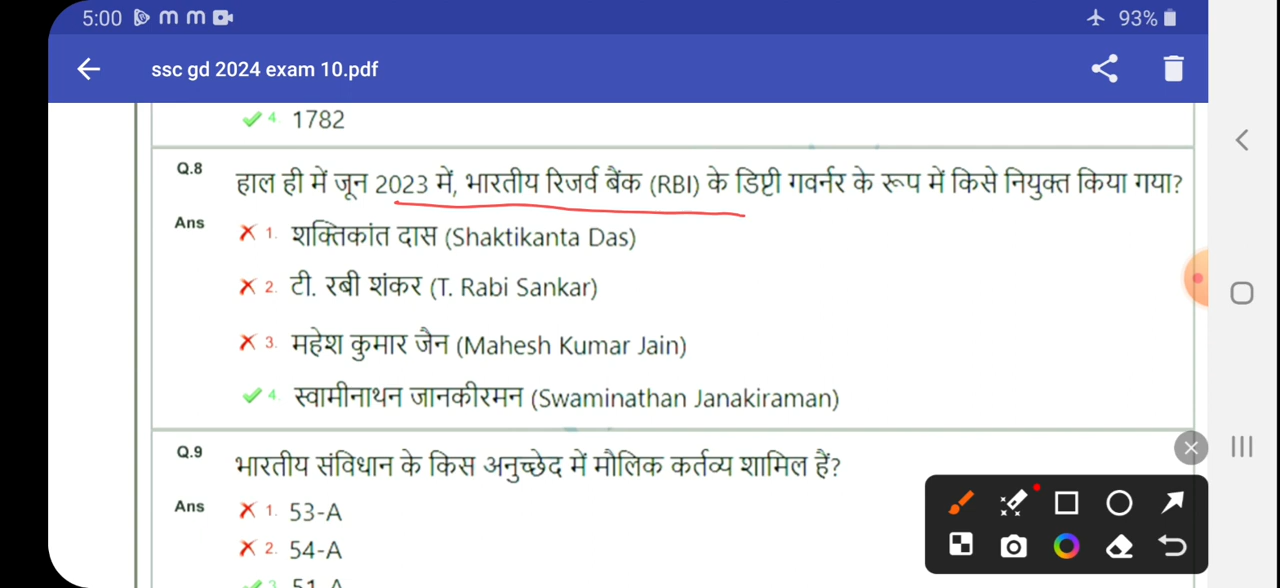 5:00
93%
ssc gd 2024 exam 10.pdf
4. 1782
Q.8 हाल ही में जून 2023 में, भारतीय रिजर्व बैंक (RBI) के डिप्टी गवर्नर के रूप में किसे नियुक्त किया गया?
Ans 1. शक्तिकांत दास (Shaktikanta Das)
2. टी. रबी शंकर (T. Rabi Sankar)
3. महेश कुमार जैन (Mahesh Kumar Jain)
4. स्वामीनाथन जानकीरमन (Swaminathan Janakiraman)
Q.9 भारतीय संविधान के किस अनुच्छेद में मौलिक कर्तव्य शामिल हैं?
Ans 1. 53-A
2. 54-A
3. 51-A